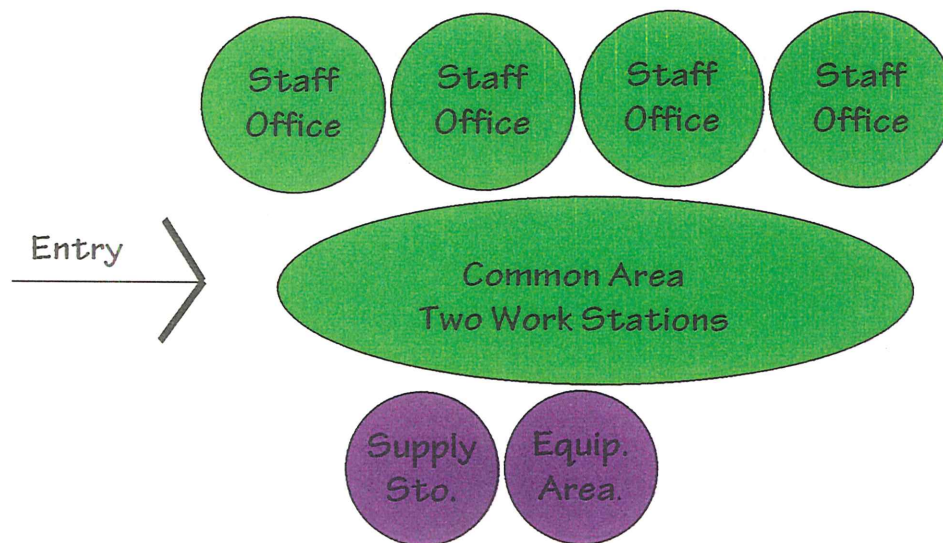 Staff
Office
Staff
Office
Staff
Office
Staff
Office
Entry
Common Area
Two Work Stations
Supply
Sto.
Equip.
Area.